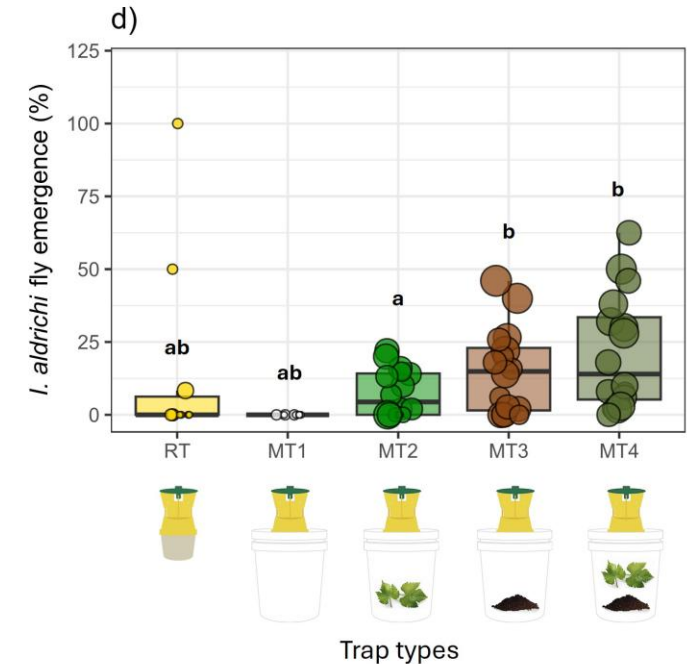 d)
I. aldrichi fly emergence (%)
125
100
75
50
25
0
ab
ab
a
b
b
RT MT1 MT2 MT3 MT4
Trap types